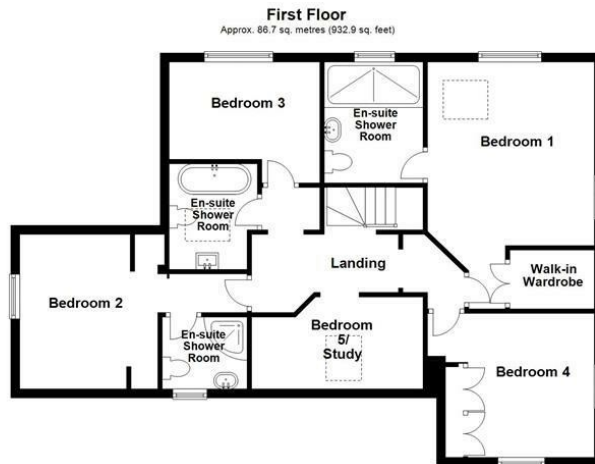 First Floor
Approx. 86.7 sq. metres (932.9 sq. feet)
Bedroom 3
En-suite
Shower
Room
Bedroom 1
En-suite
Shower
Room
Landing
Walk-in
Wardrobe
Bedroom 2
Bedroom
5/
Study
En-suite
Shower
Room
Bedroom 4